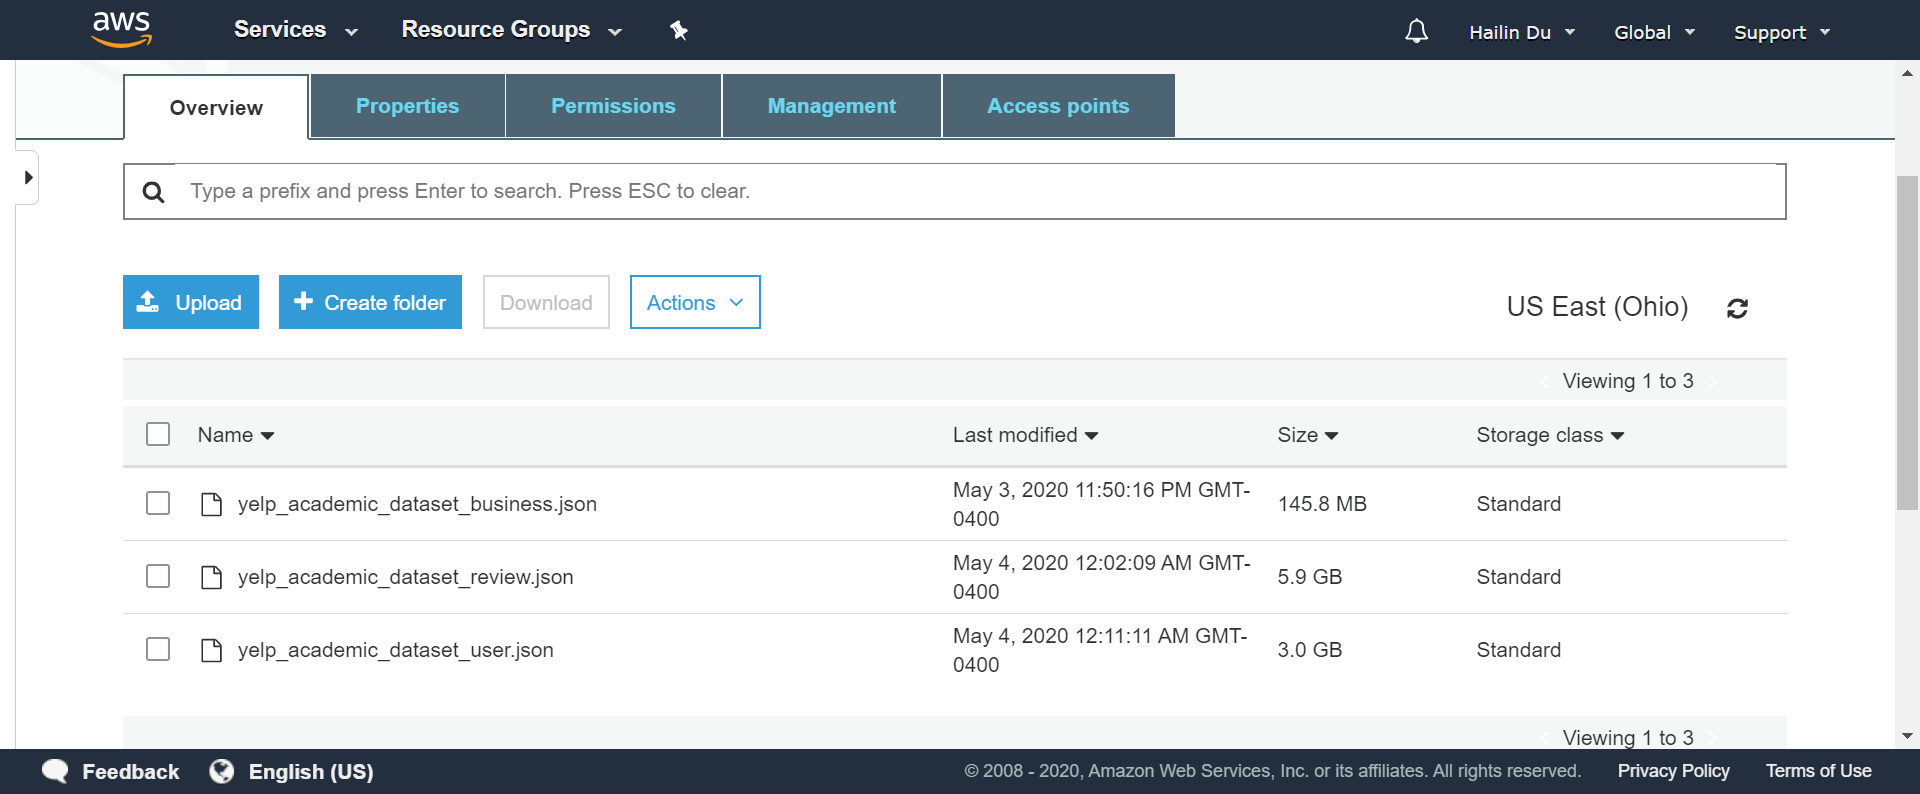 aws Services Resource Groups Hailin Du Global Support
Overview Properties Permissions Management Access points
Type a prefix and press Enter to search. Press ESC to clear.
Upload Create folder Download Actions US East (Ohio)
Viewing 1 to 3
Name Last modified Size Storage class
yelp_academic_dataset_business.json May 3, 2020 11:50:16 PM GMT-
0400 145.8 MB Standard
yelp_academic_dataset_review.json May 4, 2020 12:02:09 AM GMT-
0400 5.9 GB Standard
yelp_academic_dataset_user.json May 4, 2020 12:11:11 AM GMT-
0400 3.0 GB Standard
Viewing 1 to 3
Feedback English (US) © 2008 - 2020, Amazon Web Services, Inc. or its affiliates. All rights reserved. Privacy Policy Terms of Use